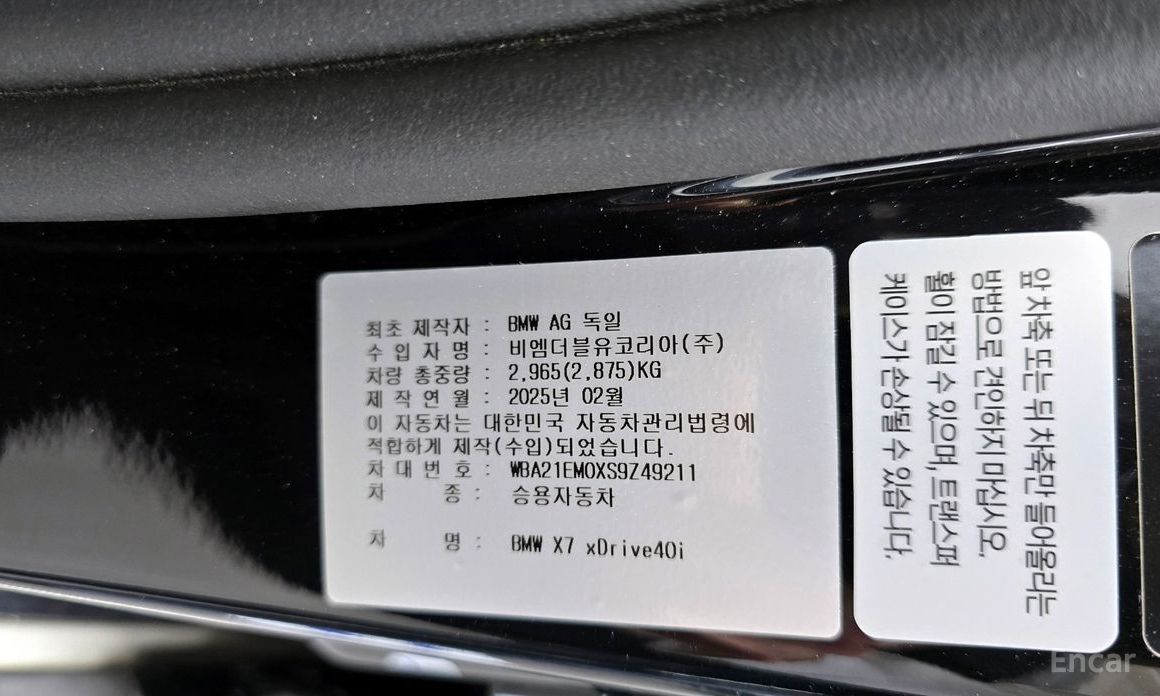 최초 제작자 : BMW AG 독일
수 입 자 명 : 비엠더블유코리아(주)
차량 총중량 : 2,965(2,875)KG
제 작 연 월 : 2025년 02월
이 자동차는 대한민국 자동차관리법령에
적합하게 제작(수입)되었습니다.
차 대 번 호 : WBA21EM0XS9Z49211
차 종 : 승용자동차
차 명 : BMW X7 xDrive40i
앞 차축 또는 뒤 차축만 들어올리는
방법으로 견인하지 마십시오.
휠이 잠길 수 있으며, 트랜스퍼
케이스가 손상될 수 있습니다.
Encar